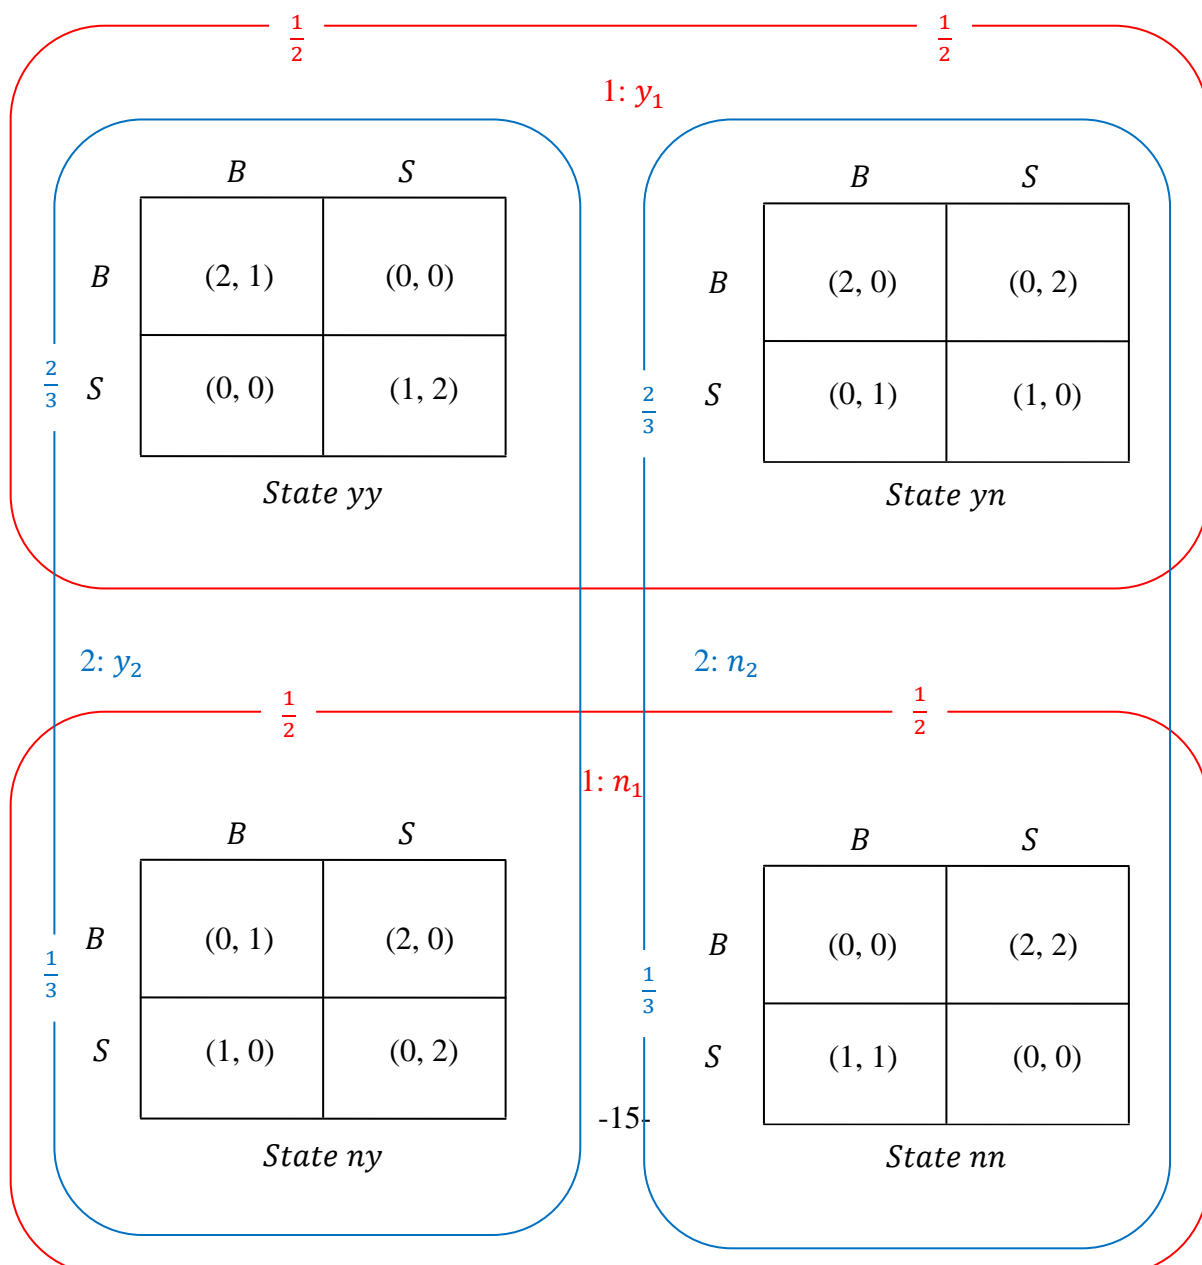 1/2 1/2
1: y₁
B S B S
B (2, 1) (0, 0) B (2, 0) (0, 2)
2/3 S (0, 0) (1, 2) 2/3 S (0, 1) (1, 0)
State yy State yn
2: y₂ 2: n₂
1/2 1/2
1: n₁
B S B S
B (0, 1) (2, 0) B (0, 0) (2, 2)
1/3 S (1, 0) (0, 2) 1/3 S (1, 1) (0, 0)
-15-
State ny State nn